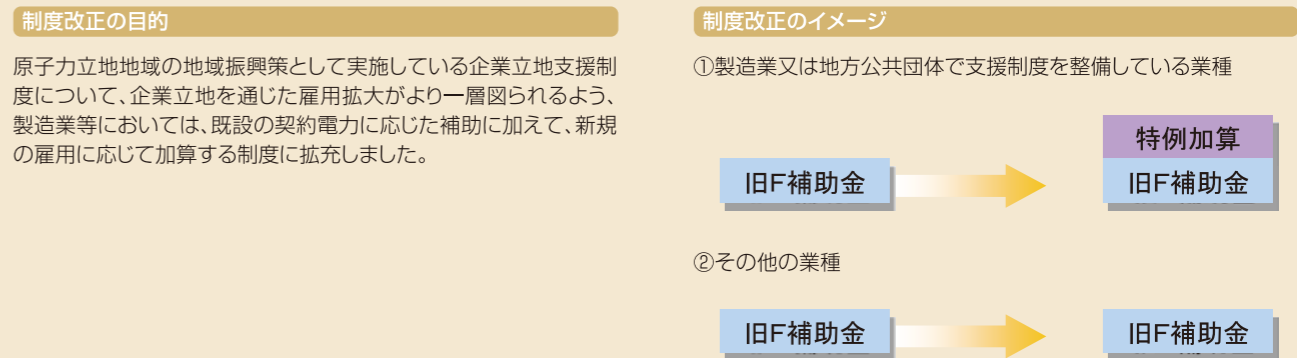 制度改正の目的
原子力立地地域の地域振興策として実施している企業立地支援制
度について、企業立地を通じた雇用拡大がより一層図られるよう、
製造業等においては、既設の契約電力に応じた補助に加えて、新規
の雇用に応じて加算する制度に拡充しました。
制度改正のイメージ
①製造業又は地方公共団体で支援制度を整備している業種
特例加算
旧F補助金
旧F補助金
②その他の業種
旧F補助金
旧F補助金